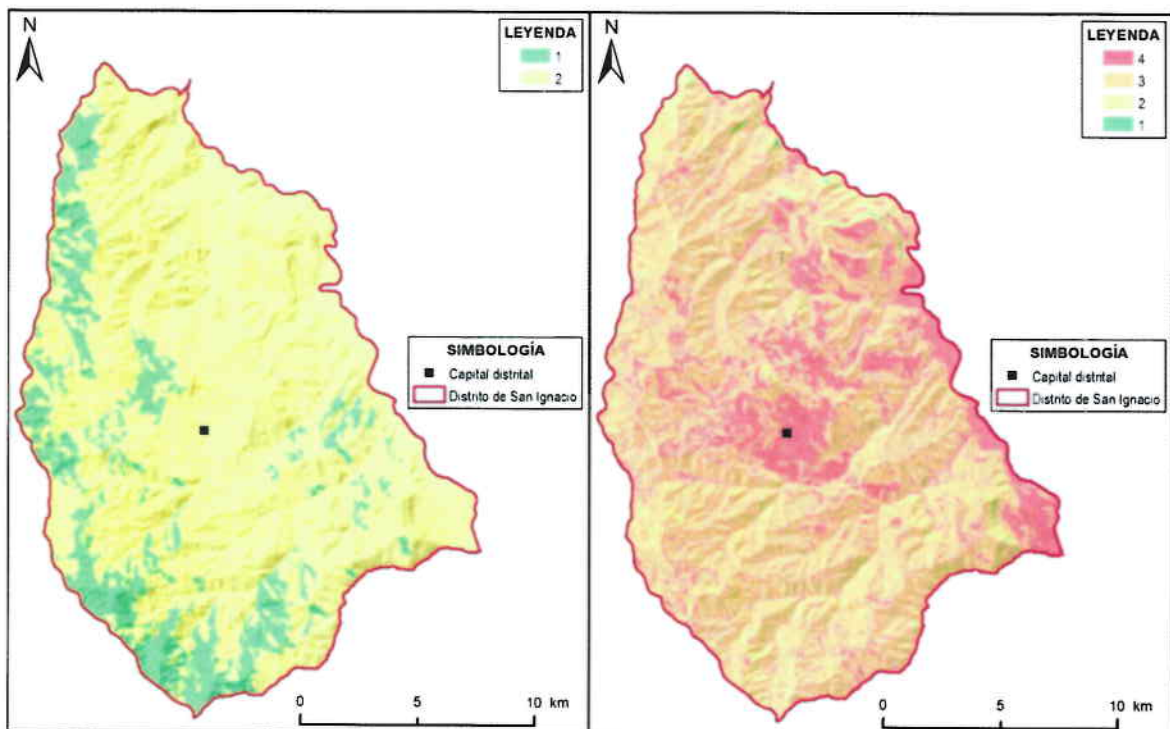 N
LEYENDA
1
2
SIMBOLOGÍA
Capital distrital
Distrito de San Ignacio
0 5 10 km
N
LEYENDA
4
3
2
1
SIMBOLOGÍA
Capital distrital
Distrito de San Ignacio
0 5 10 km